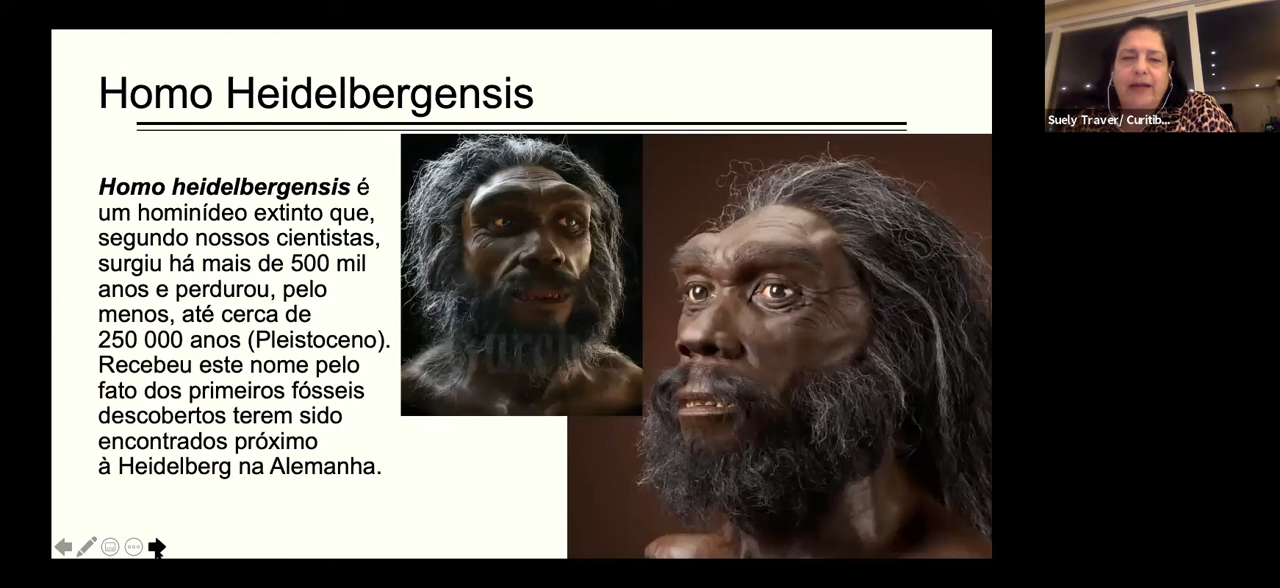 Homo Heidelbergensis
Homo heidelbergensis é
um hominídeo extinto que,
segundo nossos cientistas,
surgiu há mais de 500 mil
anos e perdurou, pelo
menos, até cerca de
250 000 anos (Pleistoceno).
Recebeu este nome pelo
fato dos primeiros fósseis
descobertos terem sido
encontrados próximo
à Heidelberg na Alemanha.
Suely Traver/ Curitib...